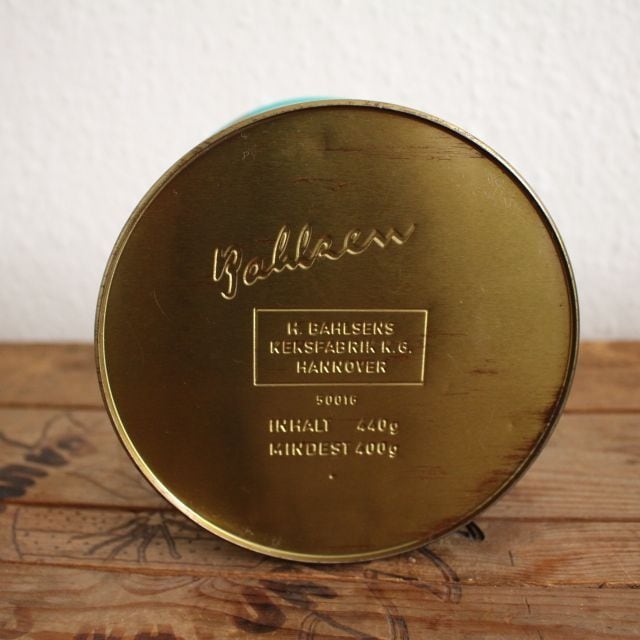 Bahlsen
H. BAHLSENS
KEKSFABRIK K.G.
HANNOVER
50016
INHALT 440g
MINDEST 400g